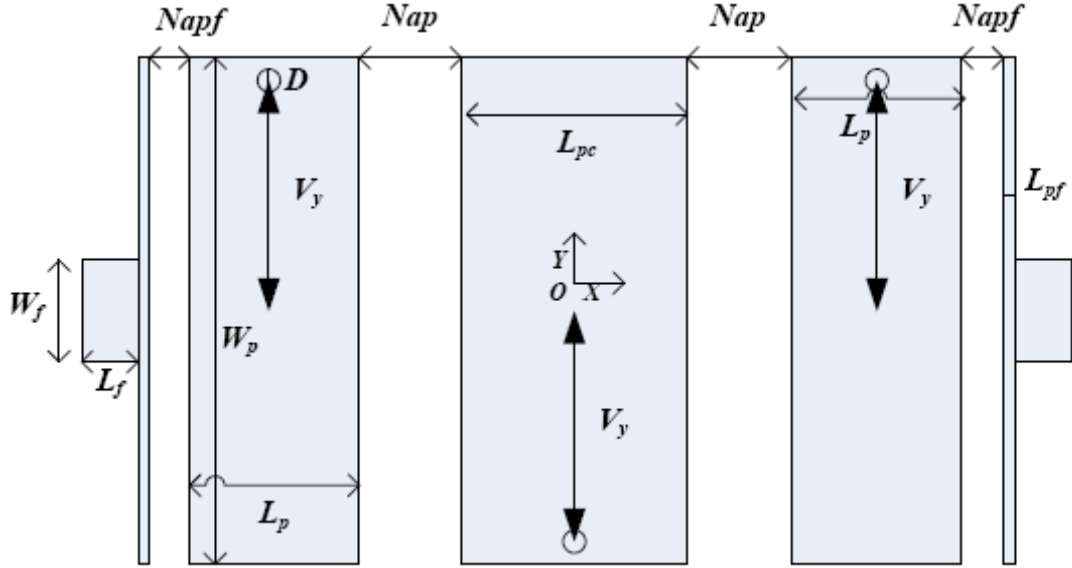 Napf Nap Nap Napf
D
L_p
L_pc
V_y V_y L_pf
Y
O X
W_f
W_p
L_f
V_y
L_p